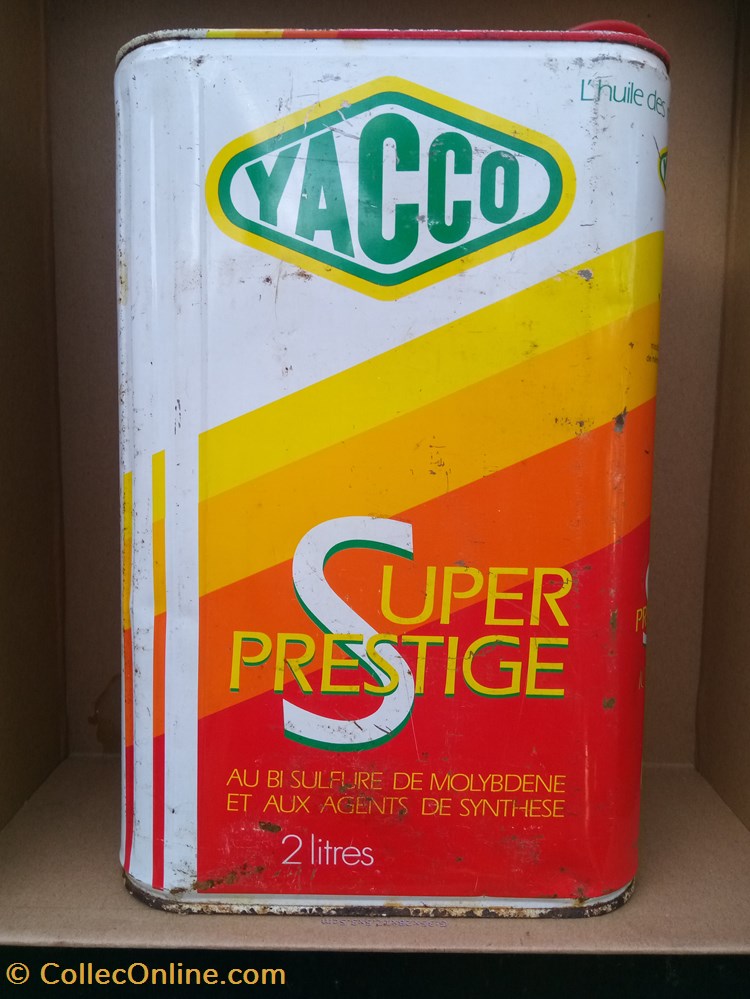 L'huile des
YACCO
SUPER
PRESTIGE
AU BI SULFURE DE MOLYBDENE
ET AUX AGENTS DE SYNTHESE
2 litres
© CollecOnline.com